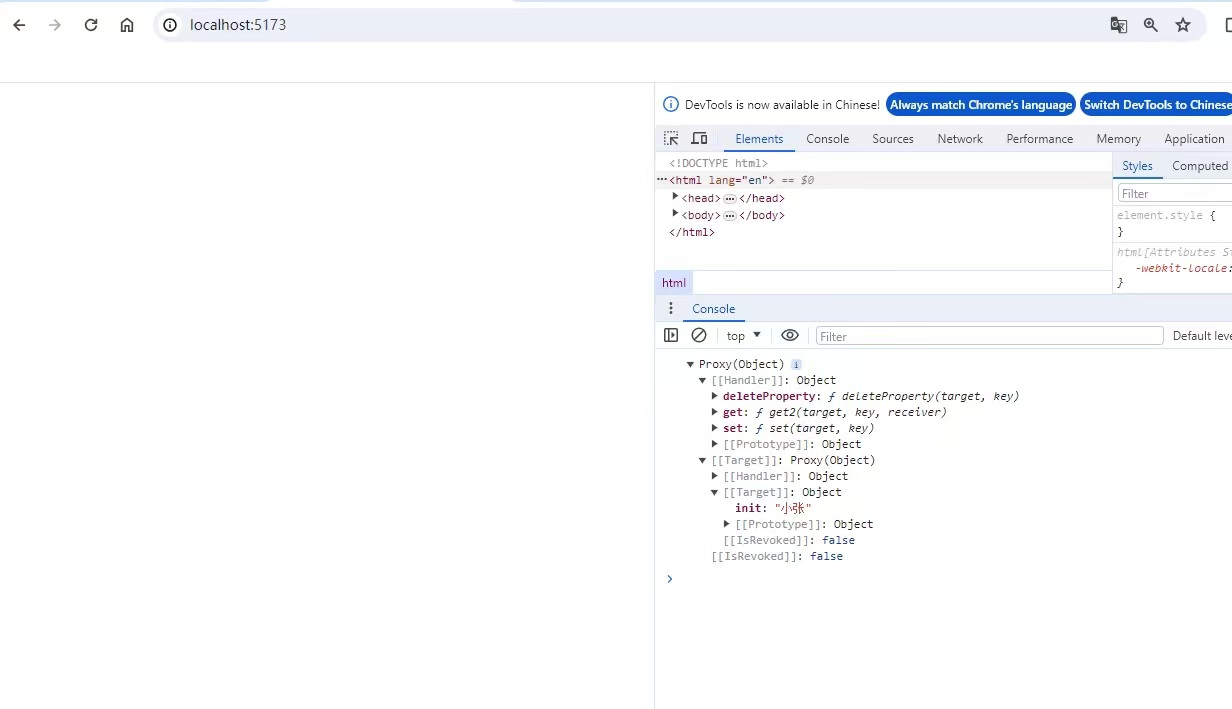 localhost:5173
DevTools is now available in Chinese! Always match Chrome's language Switch DevTools to Chinese
Elements Console Sources Network Performance Memory Application
<!DOCTYPE html>
<html lang="en"> == $0
<head> </head>
<body> </body>
</html>
Styles Computed
Filter
element.style {
}
html[Attributes St
-webkit-locale:
}
html
Console
top Filter Default leve
Proxy(Object) i
[[Handler]]: Object
deleteProperty: ƒ deleteProperty(target, key)
get: ƒ get2(target, key, receiver)
set: ƒ set(target, key)
[[Prototype]]: Object
[[Target]]: Proxy(Object)
[[Handler]]: Object
[[Target]]: Object
init: "小张"
[[Prototype]]: Object
[[IsRevoked]]: false
[[IsRevoked]]: false